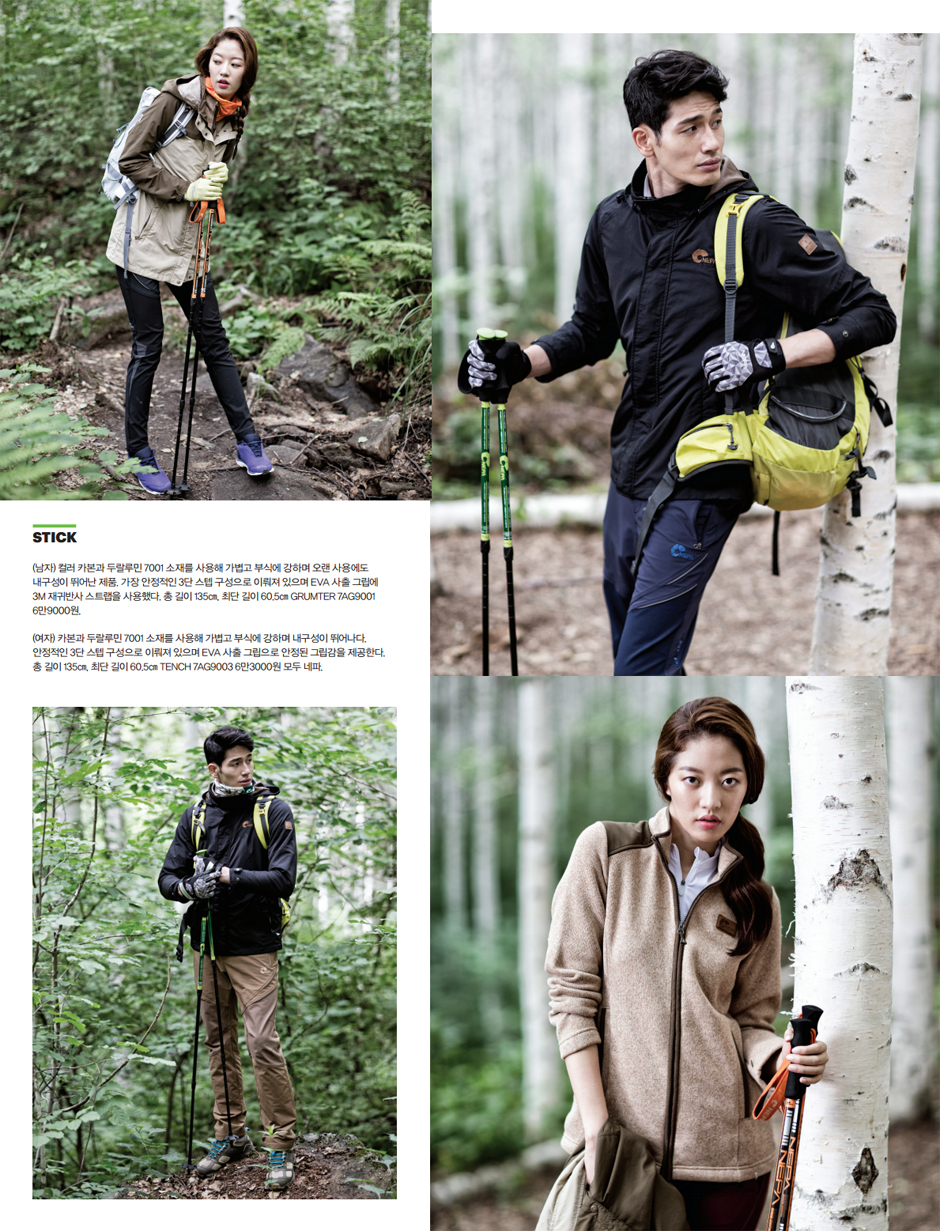 STICK
(남자) 컬러 카본과 두랄루민 7001 소재를 사용해 가볍고 부식에 강하며 오랜 사용에도
내구성이 뛰어난 제품. 가장 안정적인 3단 스텝 구성으로 이뤄져 있으며 EVA 사출 그립에
3M 재귀반사 스트랩을 사용했다. 총 길이 135㎝, 최단 길이 60.5㎝ GRUMTER 7AG9001
6만9000원.
(여자) 카본과 두랄루민 7001 소재를 사용해 가볍고 부식에 강하며 내구성이 뛰어나다.
안정적인 3단 스텝 구성으로 이뤄져 있으며 EVA 사출 그립으로 안정된 그립감을 제공한다.
총 길이 135㎝, 최단 길이 60.5㎝ TENCH 7AG9003 6만3000원 모두 네파.
NEPA